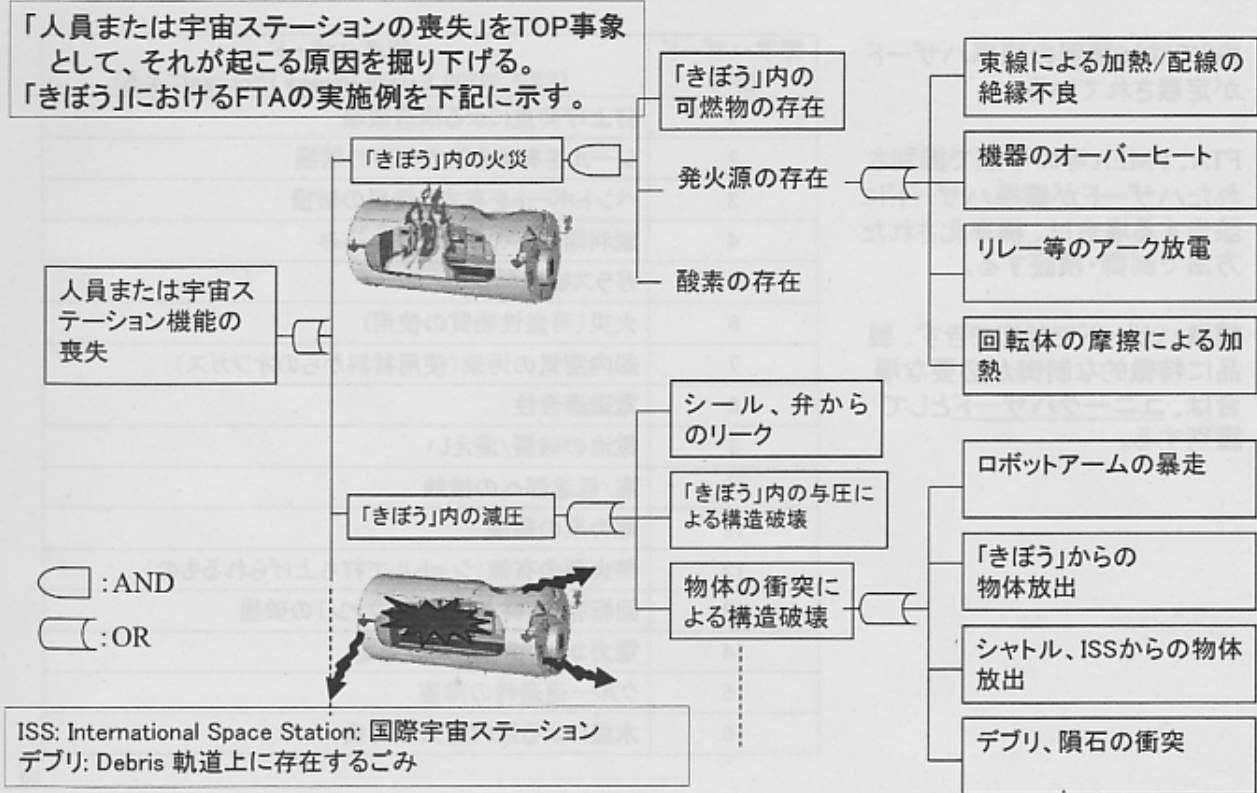 「人員または宇宙ステーションの喪失」をTOP事象
として、それが起こる原因を掘り下げる。
「きぼう」におけるFTAの実施例を下記に示す。
人員または宇宙ス
テーション機能の
喪失
「きぼう」内の火災
「きぼう」内の
可燃物の存在
発火源の存在
酸素の存在
束線による加熱/配線の
絶縁不良
機器のオーバーヒート
リレー等のアーク放電
回転体の摩擦による加
熱
「きぼう」内の減圧
シール、弁から
のリーク
「きぼう」内の与圧に
よる構造破壊
物体の衝突に
よる構造破壊
ロボットアームの暴走
「きぼう」からの
物体放出
シャトル、ISSからの物体
放出
デブリ、隕石の衝突
:AND
:OR
ISS: International Space Station: 国際宇宙ステーション
デブリ: Debris 軌道上に存在するごみ